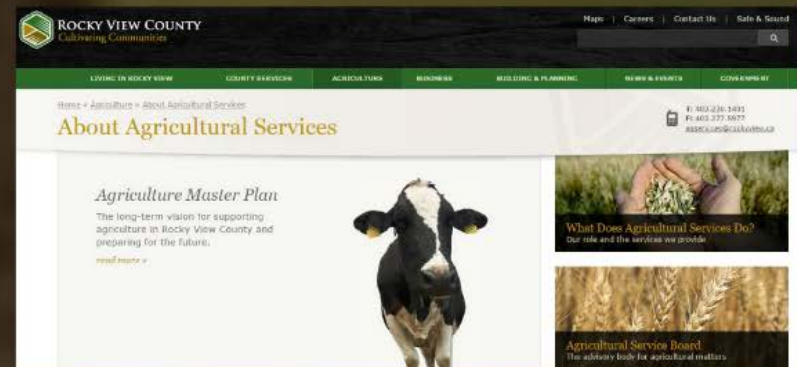 ROCKY VIEW COUNTY
Cultivating Communities
Maps | Careers | Contact Us | Safe & Sound
LIVING IN ROCKY VIEW COUNTY SERVICES AGRICULTURE BUSINESS BUILDING & PLANNING NEWS & EVENTS GOVERNMENT
Home » Agriculture » About Agricultural Services
About Agricultural Services
Agriculture Master Plan
The long-term vision for supporting
agriculture in Rocky View County and
preparing for the future.
read more »
What Does Agricultural Services Do?
Our role and the services we provide
Agricultural Service Board
The advisory body for agricultural matters